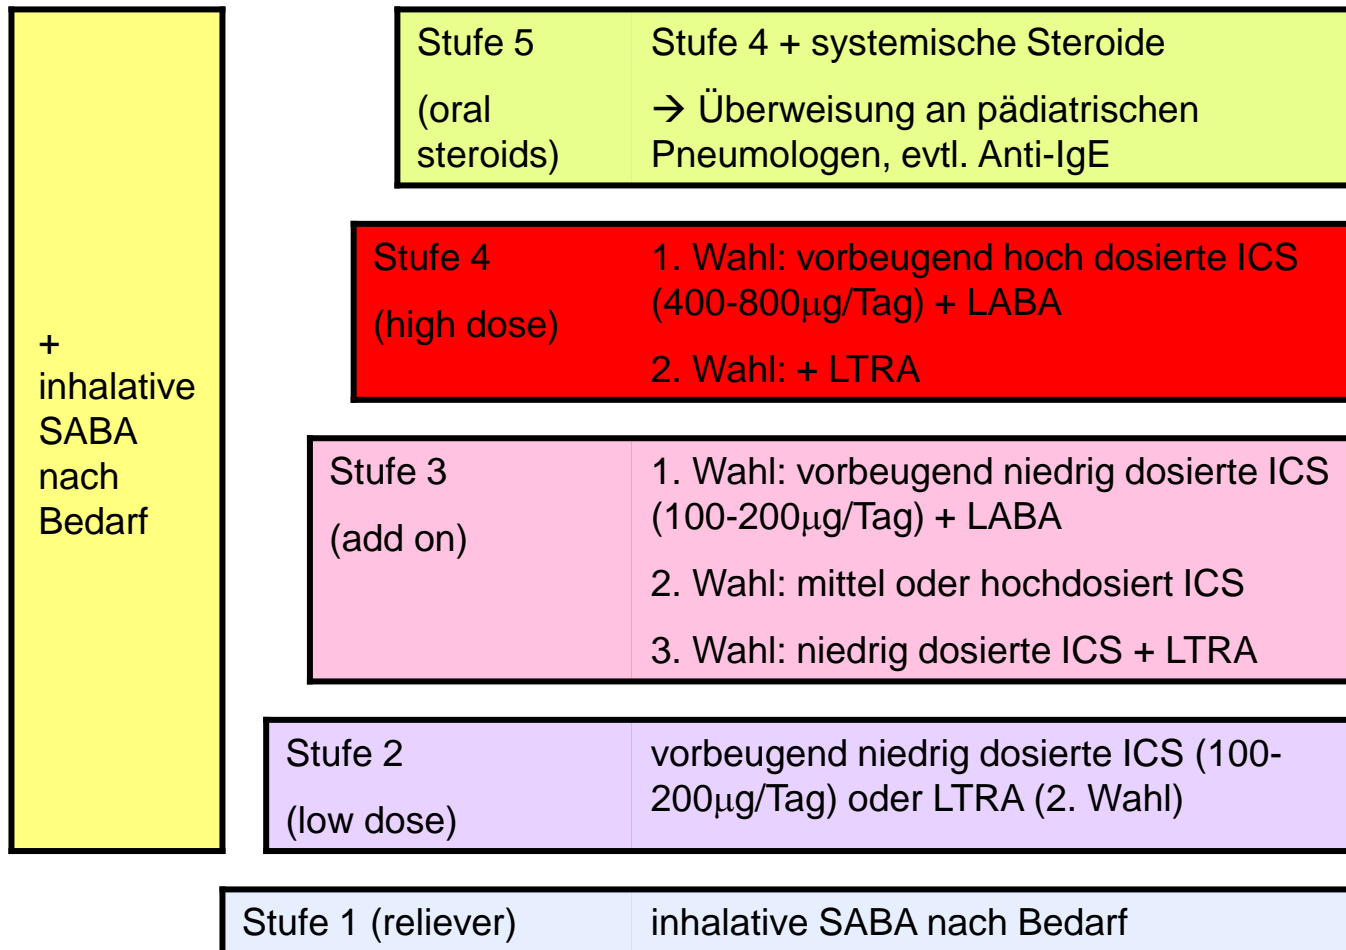 +
inhalative
SABA
nach
Bedarf
Stufe 5
(oral
steroids)
Stufe 4 + systemische Steroide
→ Überweisung an pädiatrischen
Pneumologen, evtl. Anti-IgE
Stufe 4
(high dose)
1. Wahl: vorbeugend hoch dosierte ICS
(400-800μg/Tag) + LABA
2. Wahl: + LTRA
Stufe 3
(add on)
1. Wahl: vorbeugend niedrig dosierte ICS
(100-200μg/Tag) + LABA
2. Wahl: mittel oder hochdosiert ICS
3. Wahl: niedrig dosierte ICS + LTRA
Stufe 2
(low dose)
vorbeugend niedrig dosierte ICS (100-
200μg/Tag) oder LTRA (2. Wahl)
Stufe 1 (reliever)
inhalative SABA nach Bedarf